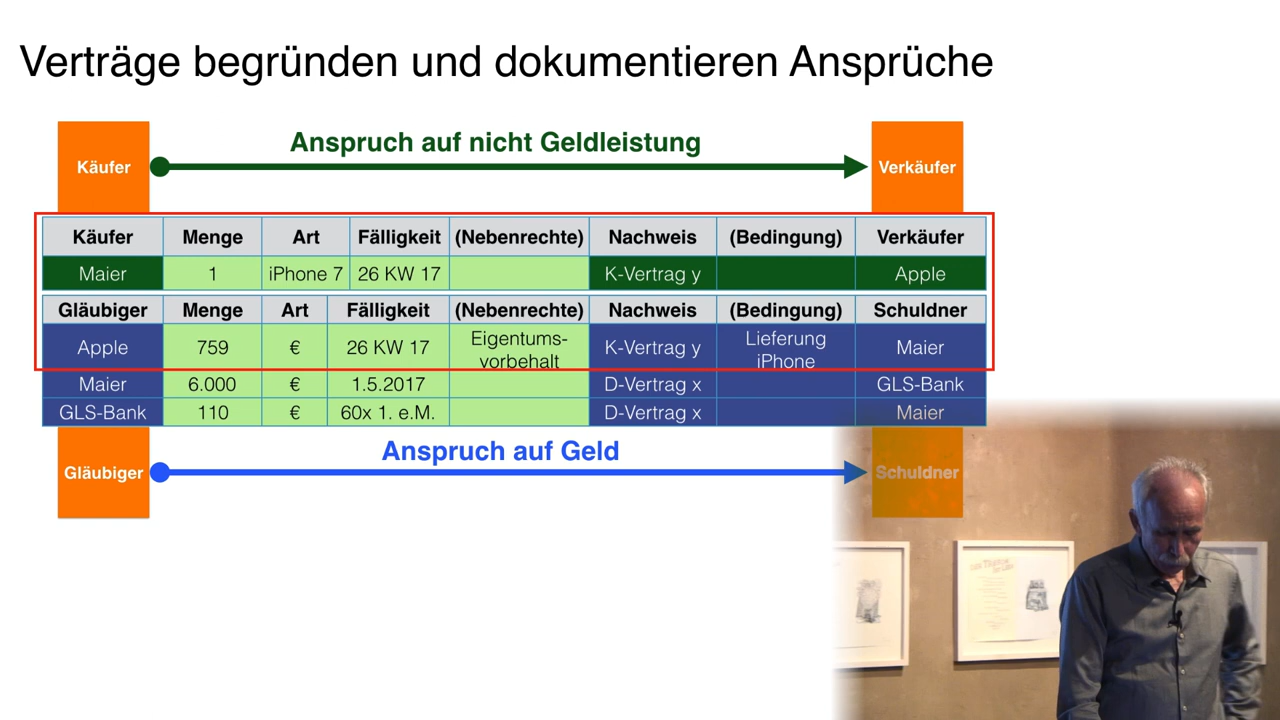 Verträge begründen und dokumentieren Ansprüche
Anspruch auf nicht Geldleistung
Käufer
Verkäufer
Käufer Menge Art Fälligkeit (Nebenrechte) Nachweis (Bedingung) Verkäufer
Maier 1 iPhone 7 26 KW 17 K-Vertrag y Apple
Gläubiger Menge Art Fälligkeit (Nebenrechte) Nachweis (Bedingung) Schuldner
Apple 759 € 26 KW 17 Eigentums- K-Vertrag y Lieferung Maier
vorbehalt iPhone
Maier 6.000 € 1.5.2017 D-Vertrag x GLS-Bank
GLS-Bank 110 € 60x 1. e.M. D-Vertrag x Maier
Anspruch auf Geld
Gläubiger
Schuldner